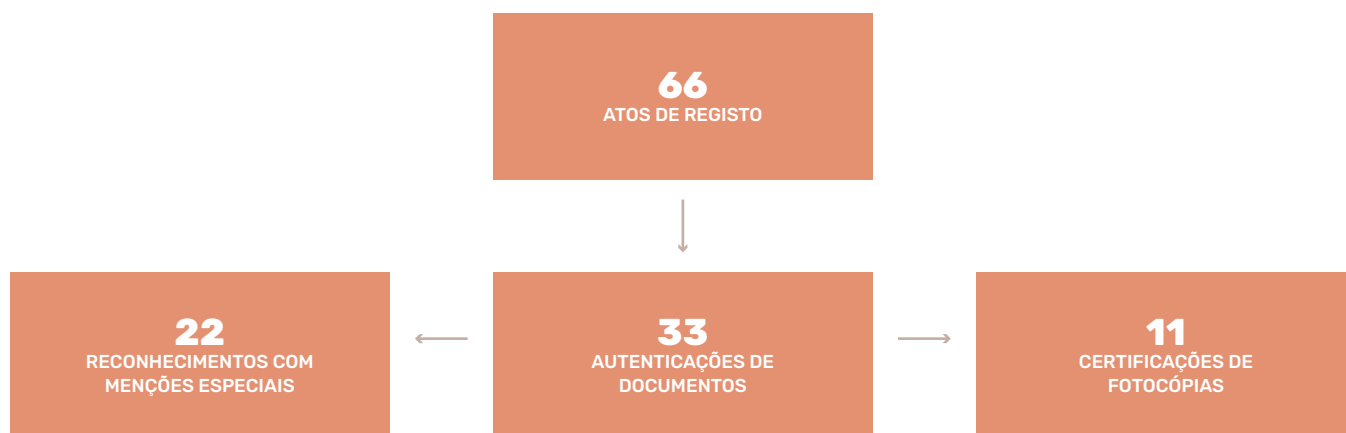 66
ATOS DE REGISTO
22
RECONHECIMENTOS COM
MENÇÕES ESPECIAIS
33
AUTENTICAÇÕES DE
DOCUMENTOS
11
CERTIFICAÇÕES DE
FOTOCÓPIAS